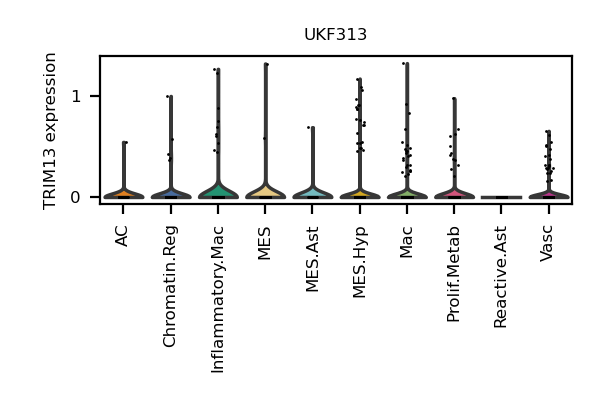 UKF313
TRIM13 expression
1
0
AC
Chromatin.Reg
Inflammatory.Mac
MES
MES.Ast
MES.Hyp
Mac
Prolif.Metab
Reactive.Ast
Vasc